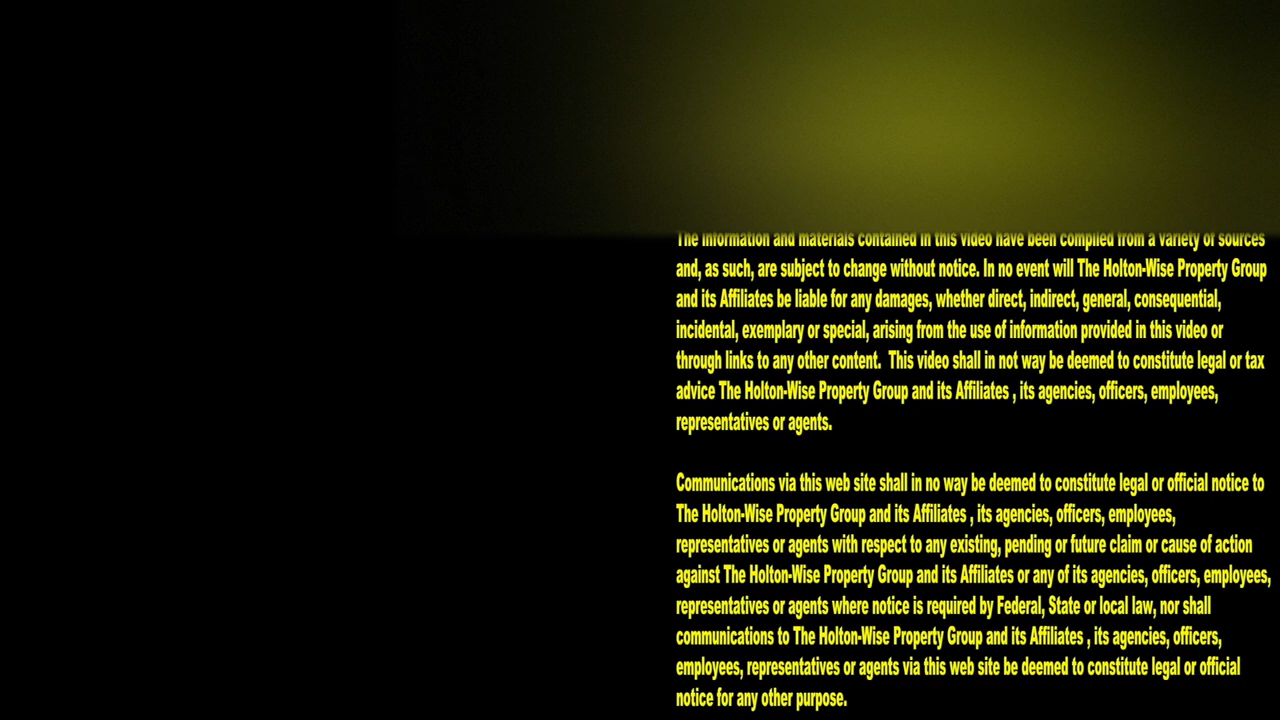 The information and materials contained in this video have been compiled from a variety of sources
and, as such, are subject to change without notice. In no event will The Holton-Wise Property Group
and its Affiliates be liable for any damages, whether direct, indirect, general, consequential,
incidental, exemplary or special, arising from the use of information provided in this video or
through links to any other content.  This video shall in not way be deemed to constitute legal or tax
advice The Holton-Wise Property Group and its Affiliates , its agencies, officers, employees,
representatives or agents.
Communications via this web site shall in no way be deemed to constitute legal or official notice to
The Holton-Wise Property Group and its Affiliates , its agencies, officers, employees,
representatives or agents with respect to any existing, pending or future claim or cause of action
against The Holton-Wise Property Group and its Affiliates or any of its agencies, officers, employees,
representatives or agents where notice is required by Federal, State or local law, nor shall
communications to The Holton-Wise Property Group and its Affiliates , its agencies, officers,
employees, representatives or agents via this web site be deemed to constitute legal or official
notice for any other purpose.